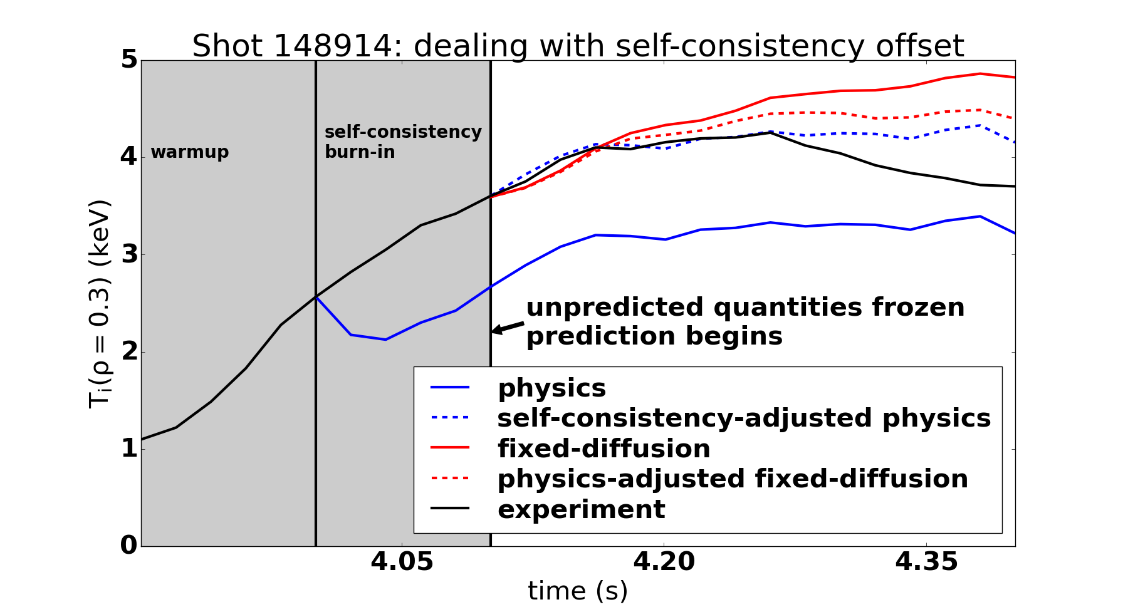 Shot 148914: dealing with self-consistency offset
5
4
3
2
1
0
Tᵢ(ρ = 0.3) (keV)
warmup
self-consistency
burn-in
unpredicted quantities frozen
prediction begins
physics
self-consistency-adjusted physics
fixed-diffusion
physics-adjusted fixed-diffusion
experiment
4.05
4.20
4.35
time (s)